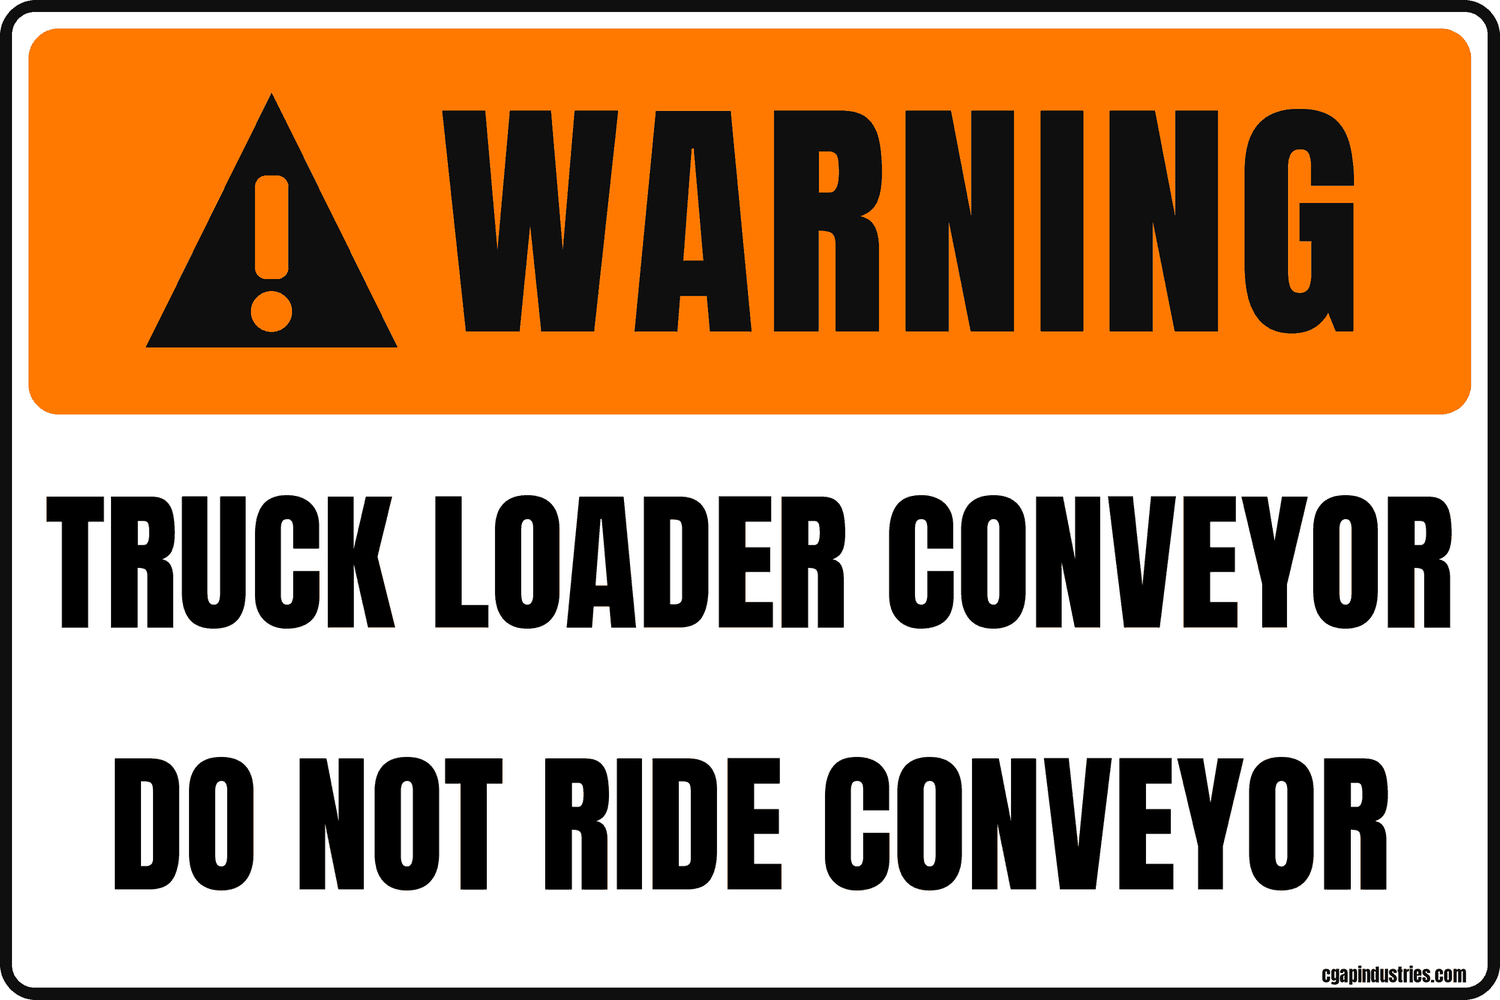 WARNING
TRUCK LOADER CONVEYOR
DO NOT RIDE CONVEYOR
cgapindustries.com